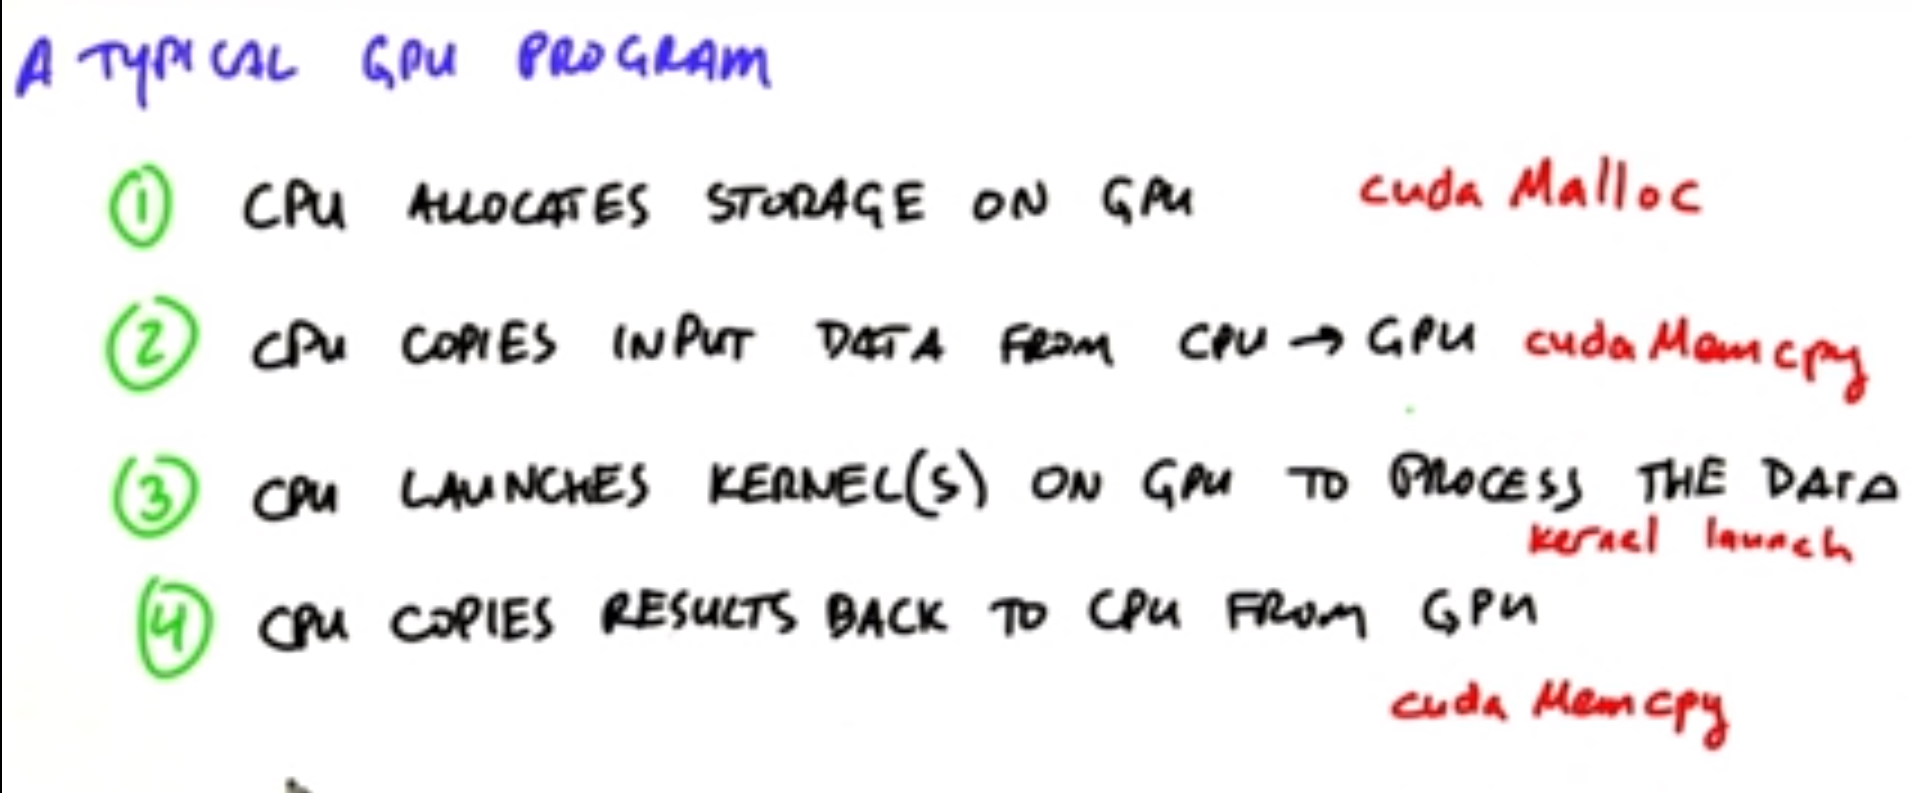 A TYPICAL GPU PROGRAM
1 CPU ALLOCATES STORAGE ON GPU cuda Malloc
2 CPU COPIES INPUT DATA FROM CPU → GPU cudaMemcpy
3 CPU LAUNCHES KERNEL(S) ON GPU TO PROCESS THE DATA
kernel launch
4 CPU COPIES RESULTS BACK TO CPU FROM GPU
cuda Memcpy